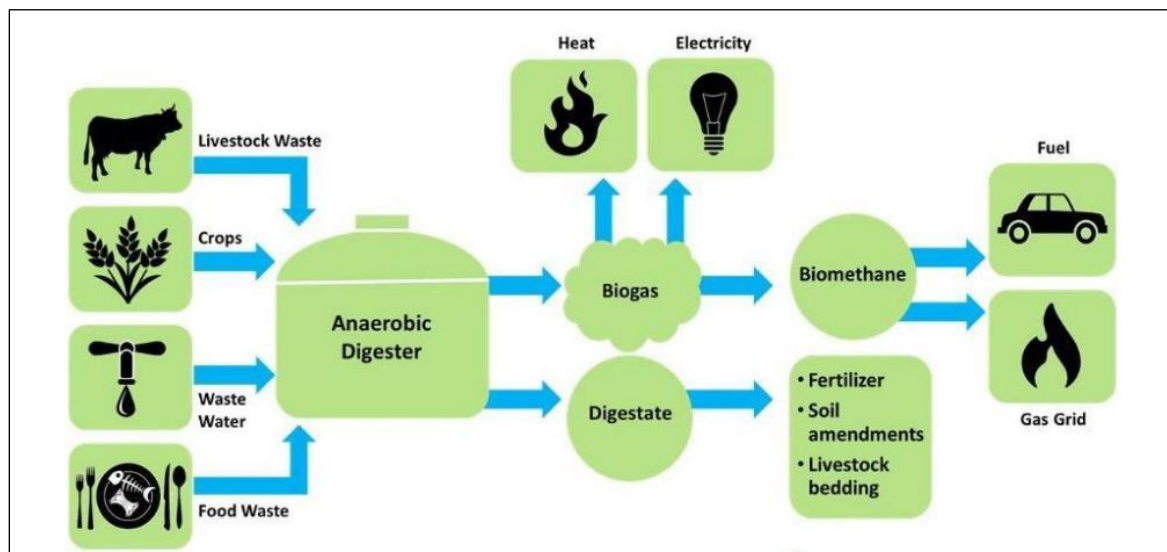 Heat
Electricity
Livestock Waste
Fuel
Crops
Biogas
Biomethane
Anaerobic
Digester
Waste
Water
Digestate
• Fertilizer
• Soil
amendments
• Livestock
bedding
Gas Grid
Food Waste